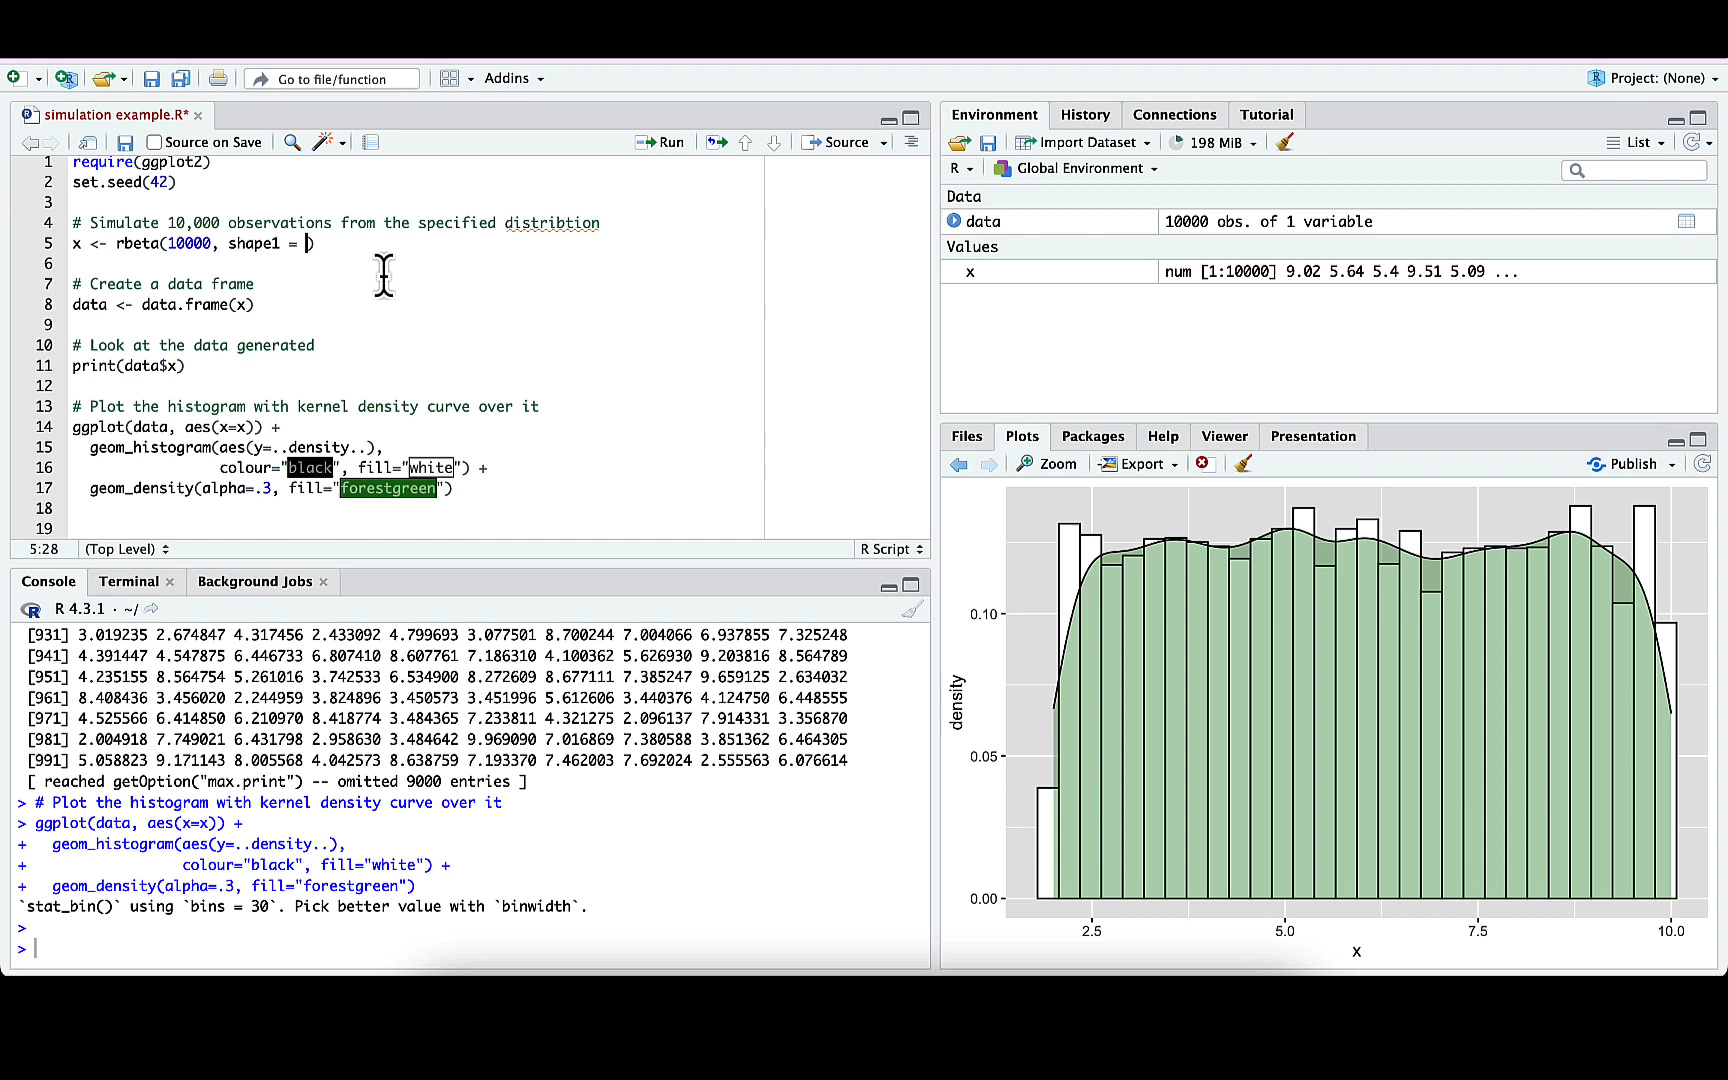 Go to file/function
Addins
Project: (None)
simulation example.R*
Source on Save
Run
Source
1 require(ggplot2)
2 set.seed(42)
3
4 # Simulate 10,000 observations from the specified distribtion
5 x <- rbeta(10000, shape1 = )
6
7 # Create a data frame
8 data <- data.frame(x)
9
10 # Look at the data generated
11 print(data$x)
12
13 # Plot the histogram with kernel density curve over it
14 ggplot(data, aes(x=x)) +
15 geom_histogram(aes(y=..density..),
16 colour="black", fill="white") +
17 geom_density(alpha=.3, fill="forestgreen")
18
19
5:28 (Top Level) R Script
Console Terminal Background Jobs
R 4.3.1 · ~/
[931] 3.019235 2.674847 4.317456 2.433092 4.799693 3.077501 8.700244 7.004066 6.937855 7.325248
[941] 4.391447 4.547875 6.446733 6.807410 8.607761 7.186310 4.100362 5.626930 9.203816 8.564789
[951] 4.235155 8.564754 5.261016 3.742533 6.534900 8.272609 8.677111 7.385247 9.659125 2.634032
[961] 8.408436 3.456020 2.244959 3.824896 3.450573 3.451996 5.612606 3.440376 4.124750 6.448555
[971] 4.525566 6.414850 6.210970 8.418774 3.484365 7.233811 4.321275 2.096137 7.914331 3.356870
[981] 2.004918 7.749021 6.431798 2.958630 3.484642 9.969090 7.016869 7.380588 3.851362 6.464305
[991] 5.058823 9.171143 8.005568 4.042573 8.638759 7.193370 7.462003 7.692024 2.555563 6.076614
[ reached getOption("max.print") -- omitted 9000 entries ]
> # Plot the histogram with kernel density curve over it
> ggplot(data, aes(x=x)) +
+ geom_histogram(aes(y=..density..),
+ colour="black", fill="white") +
+ geom_density(alpha=.3, fill="forestgreen")
`stat_bin()` using `bins = 30`. Pick better value with `binwidth`.
>
>
Environment History Connections Tutorial
Import Dataset 198 MiB List
R Global Environment
Data
data 10000 obs. of 1 variable
Values
x num [1:10000] 9.02 5.64 5.4 9.51 5.09 ...
Files Plots Packages Help Viewer Presentation
Zoom Export Publish
0.10
density
0.05
0.00
2.5 5.0 7.5 10.0
x